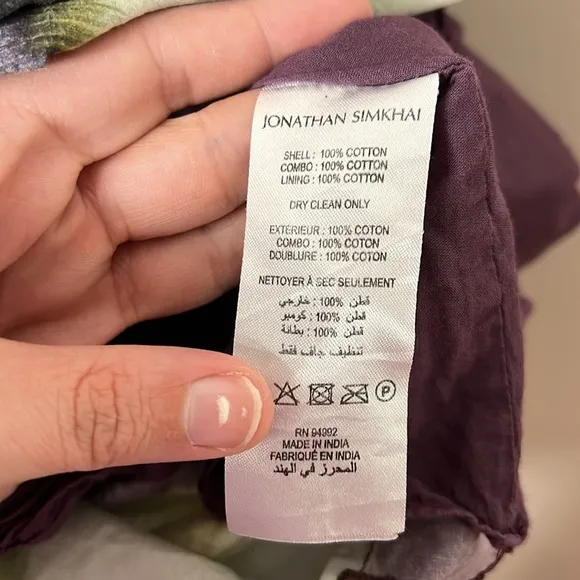 JONATHAN SIMKHAI
SHELL : 100% COTTON
COMBO : 100% COTTON
LINING : 100% COTTON
DRY CLEAN ONLY
EXTERIEUR : 100% COTON
COMBO : 100% COTON
DOUBLURE : 100% COTON
NETTOYER À SEC SEULEMENT
قطن %100 : خارجي
قطن %100 : كومبو
قطن %100 : بطانة
تنظيف جاف فقط
P
RN 94992
MADE IN INDIA
FABRIQUÉ EN INDIA
المحرز في الهند